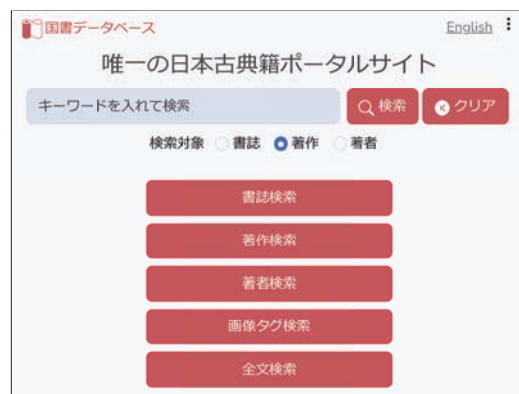 国書データベース
English
唯一の日本古典籍ポータルサイト
キーワードを入れて検索
検索
クリア
検索対象 書誌 著作 著者
書誌検索
著作検索
著者検索
画像タグ検索
全文検索